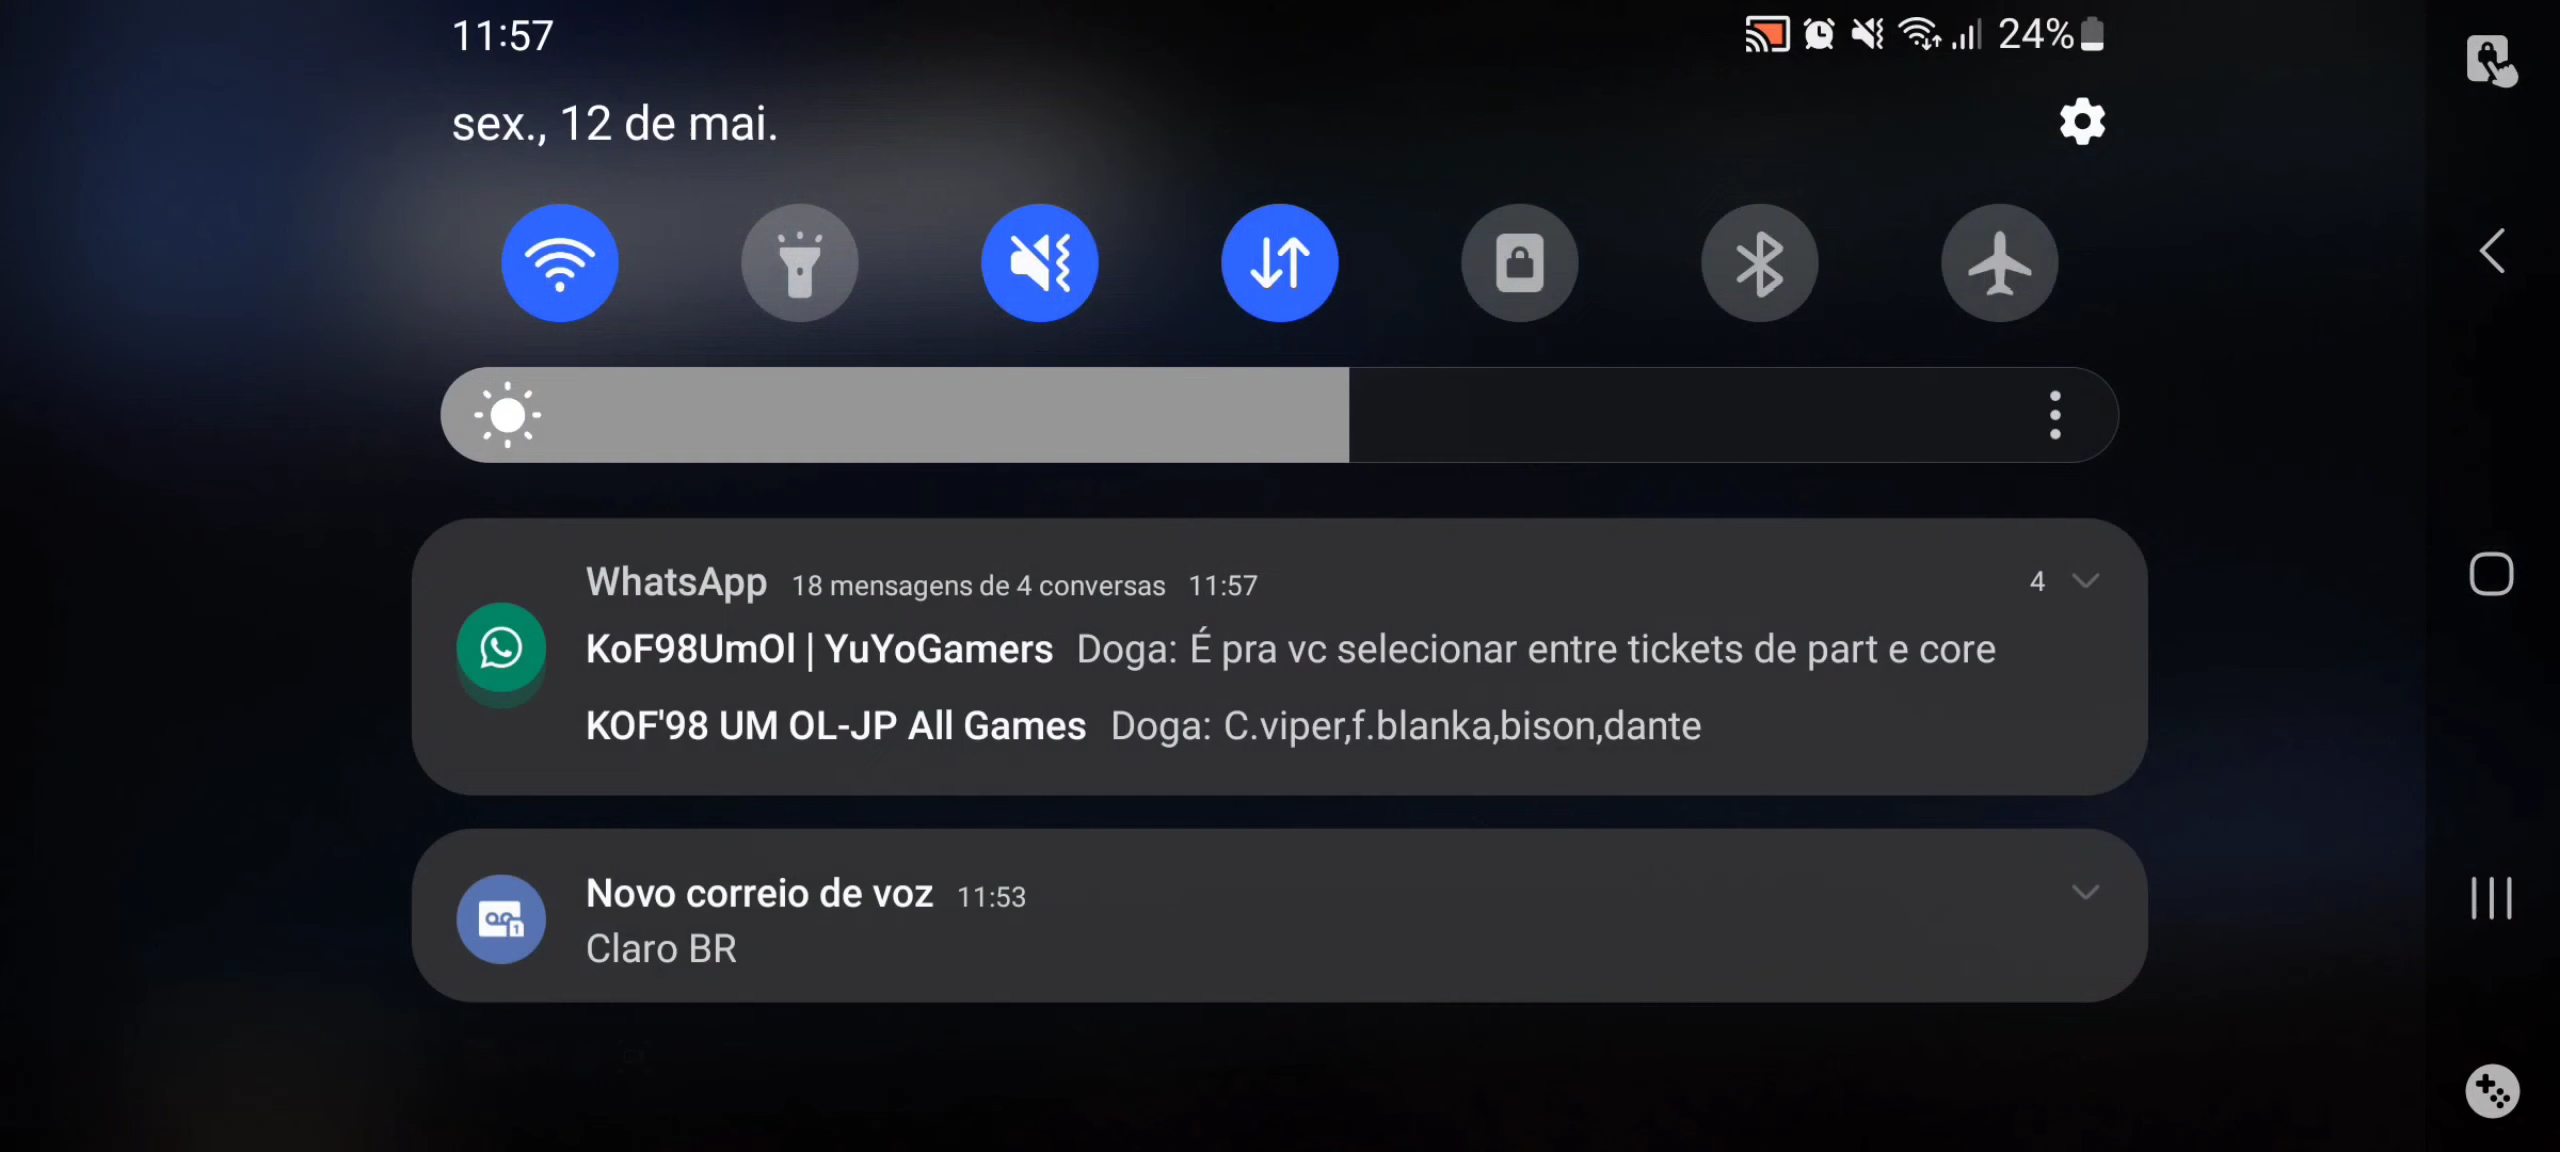 11:57
24%
sex., 12 de mai.
WhatsApp 18 mensagens de 4 conversas 11:57
4
KoF98UmOl | YuYoGamers Doga: É pra vc selecionar entre tickets de part e core
KOF'98 UM OL-JP All Games Doga: C.viper,f.blanka,bison,dante
Novo correio de voz 11:53
1
Claro BR